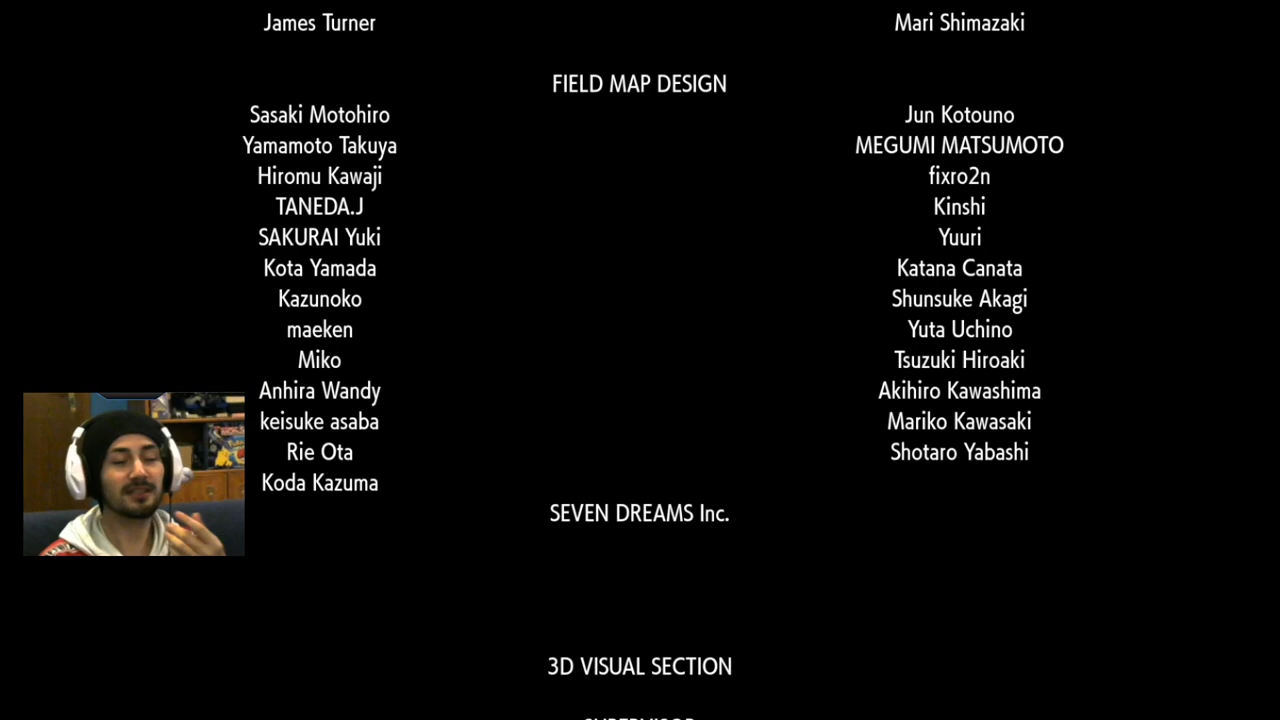 James Turner Mari Shimazaki
FIELD MAP DESIGN
Sasaki Motohiro Jun Kotouno
Yamamoto Takuya MEGUMI MATSUMOTO
Hiromu Kawaji fixro2n
TANEDA.J Kinshi
SAKURAI Yuki Yuuri
Kota Yamada Katana Canata
Kazunoko Shunsuke Akagi
maeken Yuta Uchino
Miko Tsuzuki Hiroaki
Anhira Wandy Akihiro Kawashima
keisuke asaba Mariko Kawasaki
Rie Ota Shotaro Yabashi
Koda Kazuma
SEVEN DREAMS Inc.
3D VISUAL SECTION